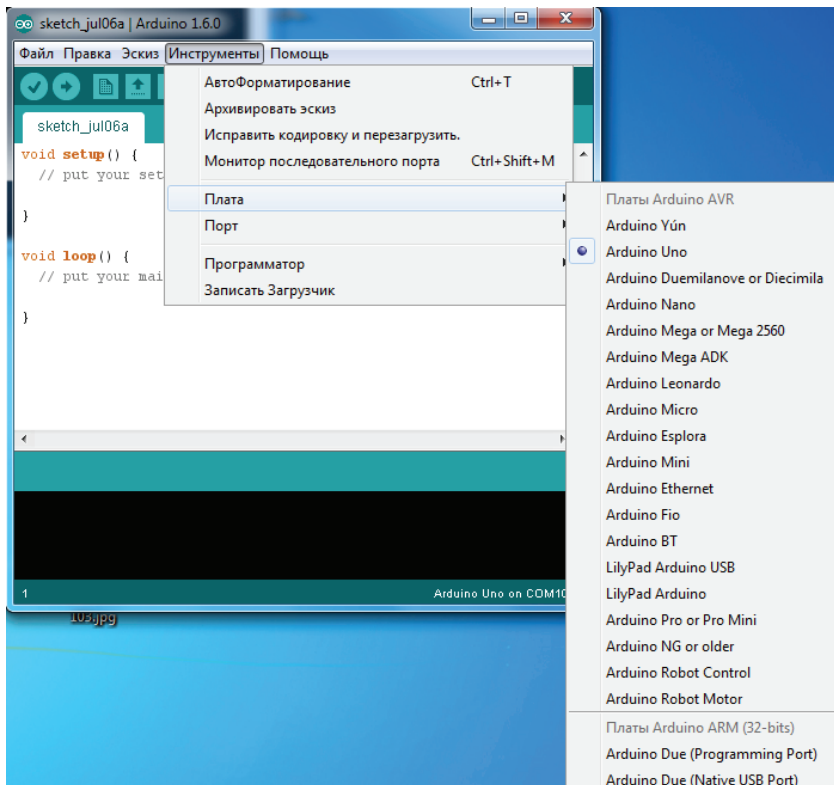 sketch_jul06a | Arduino 1.6.0
Файл Правка Эскиз Инструменты Помощь
АвтоФорматирование Ctrl+T
Архивировать эскиз
Исправить кодировку и перезагрузить.
Монитор последовательного порта Ctrl+Shift+M
Плата
Порт
Программатор
Записать Загрузчик
sketch_jul06a
void setup() {
// put your set
}
void loop() {
// put your mai
}
Платы Arduino AVR
Arduino Yún
Arduino Uno
Arduino Duemilanove or Diecimila
Arduino Nano
Arduino Mega or Mega 2560
Arduino Mega ADK
Arduino Leonardo
Arduino Micro
Arduino Esplora
Arduino Mini
Arduino Ethernet
Arduino Fio
Arduino BT
LilyPad Arduino USB
LilyPad Arduino
Arduino Pro or Pro Mini
Arduino NG or older
Arduino Robot Control
Arduino Robot Motor
Платы Arduino ARM (32-bits)
Arduino Due (Programming Port)
Arduino Due (Native USB Port)
1 Arduino Uno on COM10
103.jpg